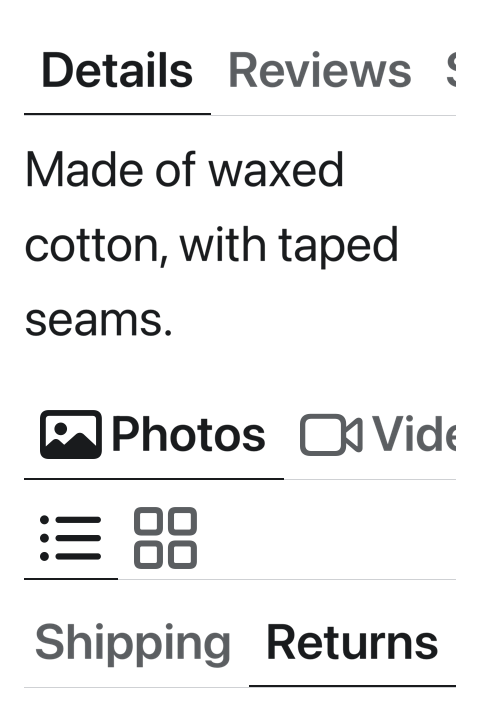 Details Reviews
Made of waxed
cotton, with taped
seams.
Photos
Shipping Returns